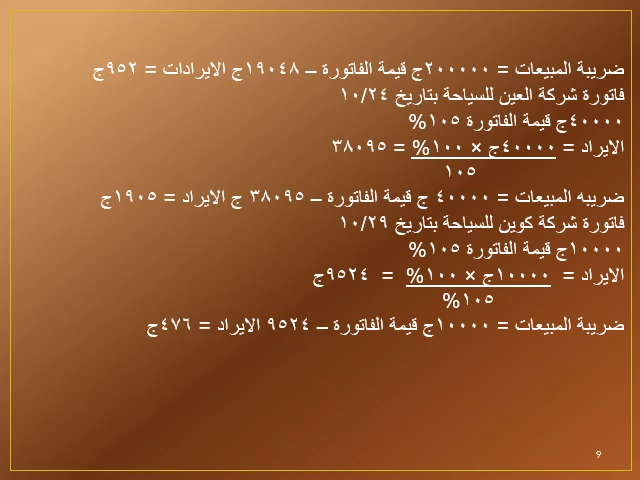 ضريبة المبيعات = ٢٠٠٠٠٠ج قيمة الفاتورة – ١٩٠٤٨ج الايرادات = ٩٥٢ج
فاتورة شركة العين للسياحة بتاريخ ١٠/٢٤
٤٠٠٠٠ج قيمة الفاتورة ١٠٥%
الايراد = ٤٠٠٠٠ج × ١٠٠% = ٣٨٠٩٥
١٠٥
ضريبه المبيعات = ٤٠٠٠٠ ج قيمة الفاتورة – ٣٨٠٩٥ ج الايراد = ١٩٠٥ج
فاتورة شركة كوين للسياحة بتاريخ ١٠/٢٩
١٠٠٠٠ج قيمة الفاتورة ١٠٥%
الايراد = ١٠٠٠٠ج × ١٠٠% = ٩٥٢٤ج
١٠٥%
ضريبة المبيعات = ١٠٠٠٠ج قيمة الفاتورة – ٩٥٢٤ الايراد = ٤٧٦ج
9